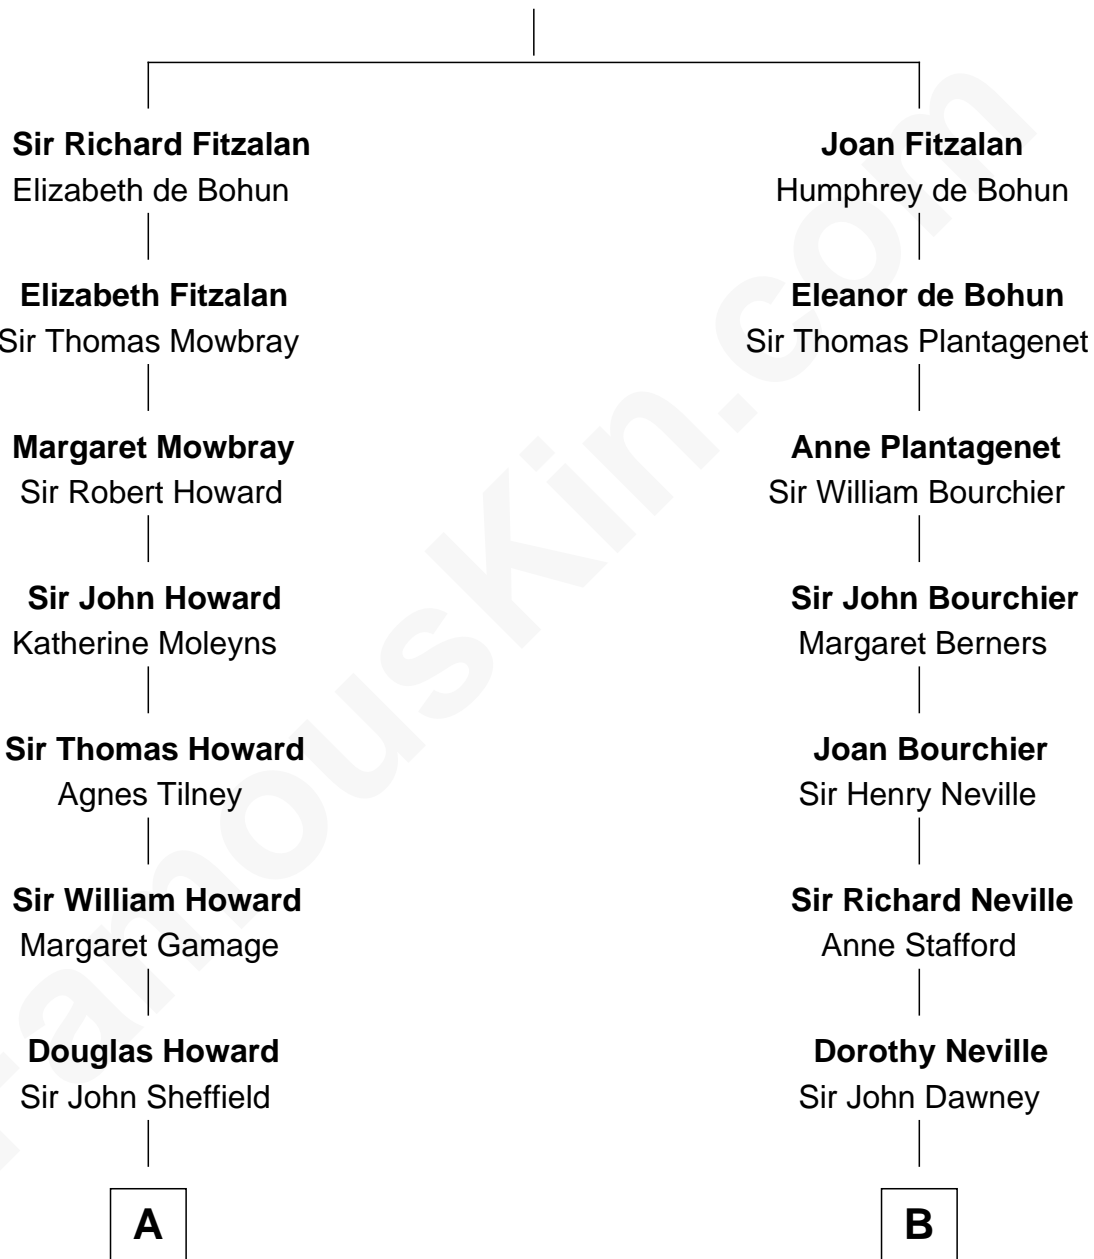 Sir Richard Fitzalan
Elizabeth de Bohun
Joan Fitzalan
Humphrey de Bohun
Elizabeth Fitzalan
Sir Thomas Mowbray
Eleanor de Bohun
Sir Thomas Plantagenet
Margaret Mowbray
Sir Robert Howard
Anne Plantagenet
Sir William Bourchier
Sir John Howard
Katherine Moleyns
Sir John Bourchier
Margaret Berners
Sir Thomas Howard
Agnes Tilney
Joan Bourchier
Sir Henry Neville
Sir William Howard
Margaret Gamage
Sir Richard Neville
Anne Stafford
Douglas Howard
Sir John Sheffield
Dorothy Neville
Sir John Dawney
A
B
FamousKin.com